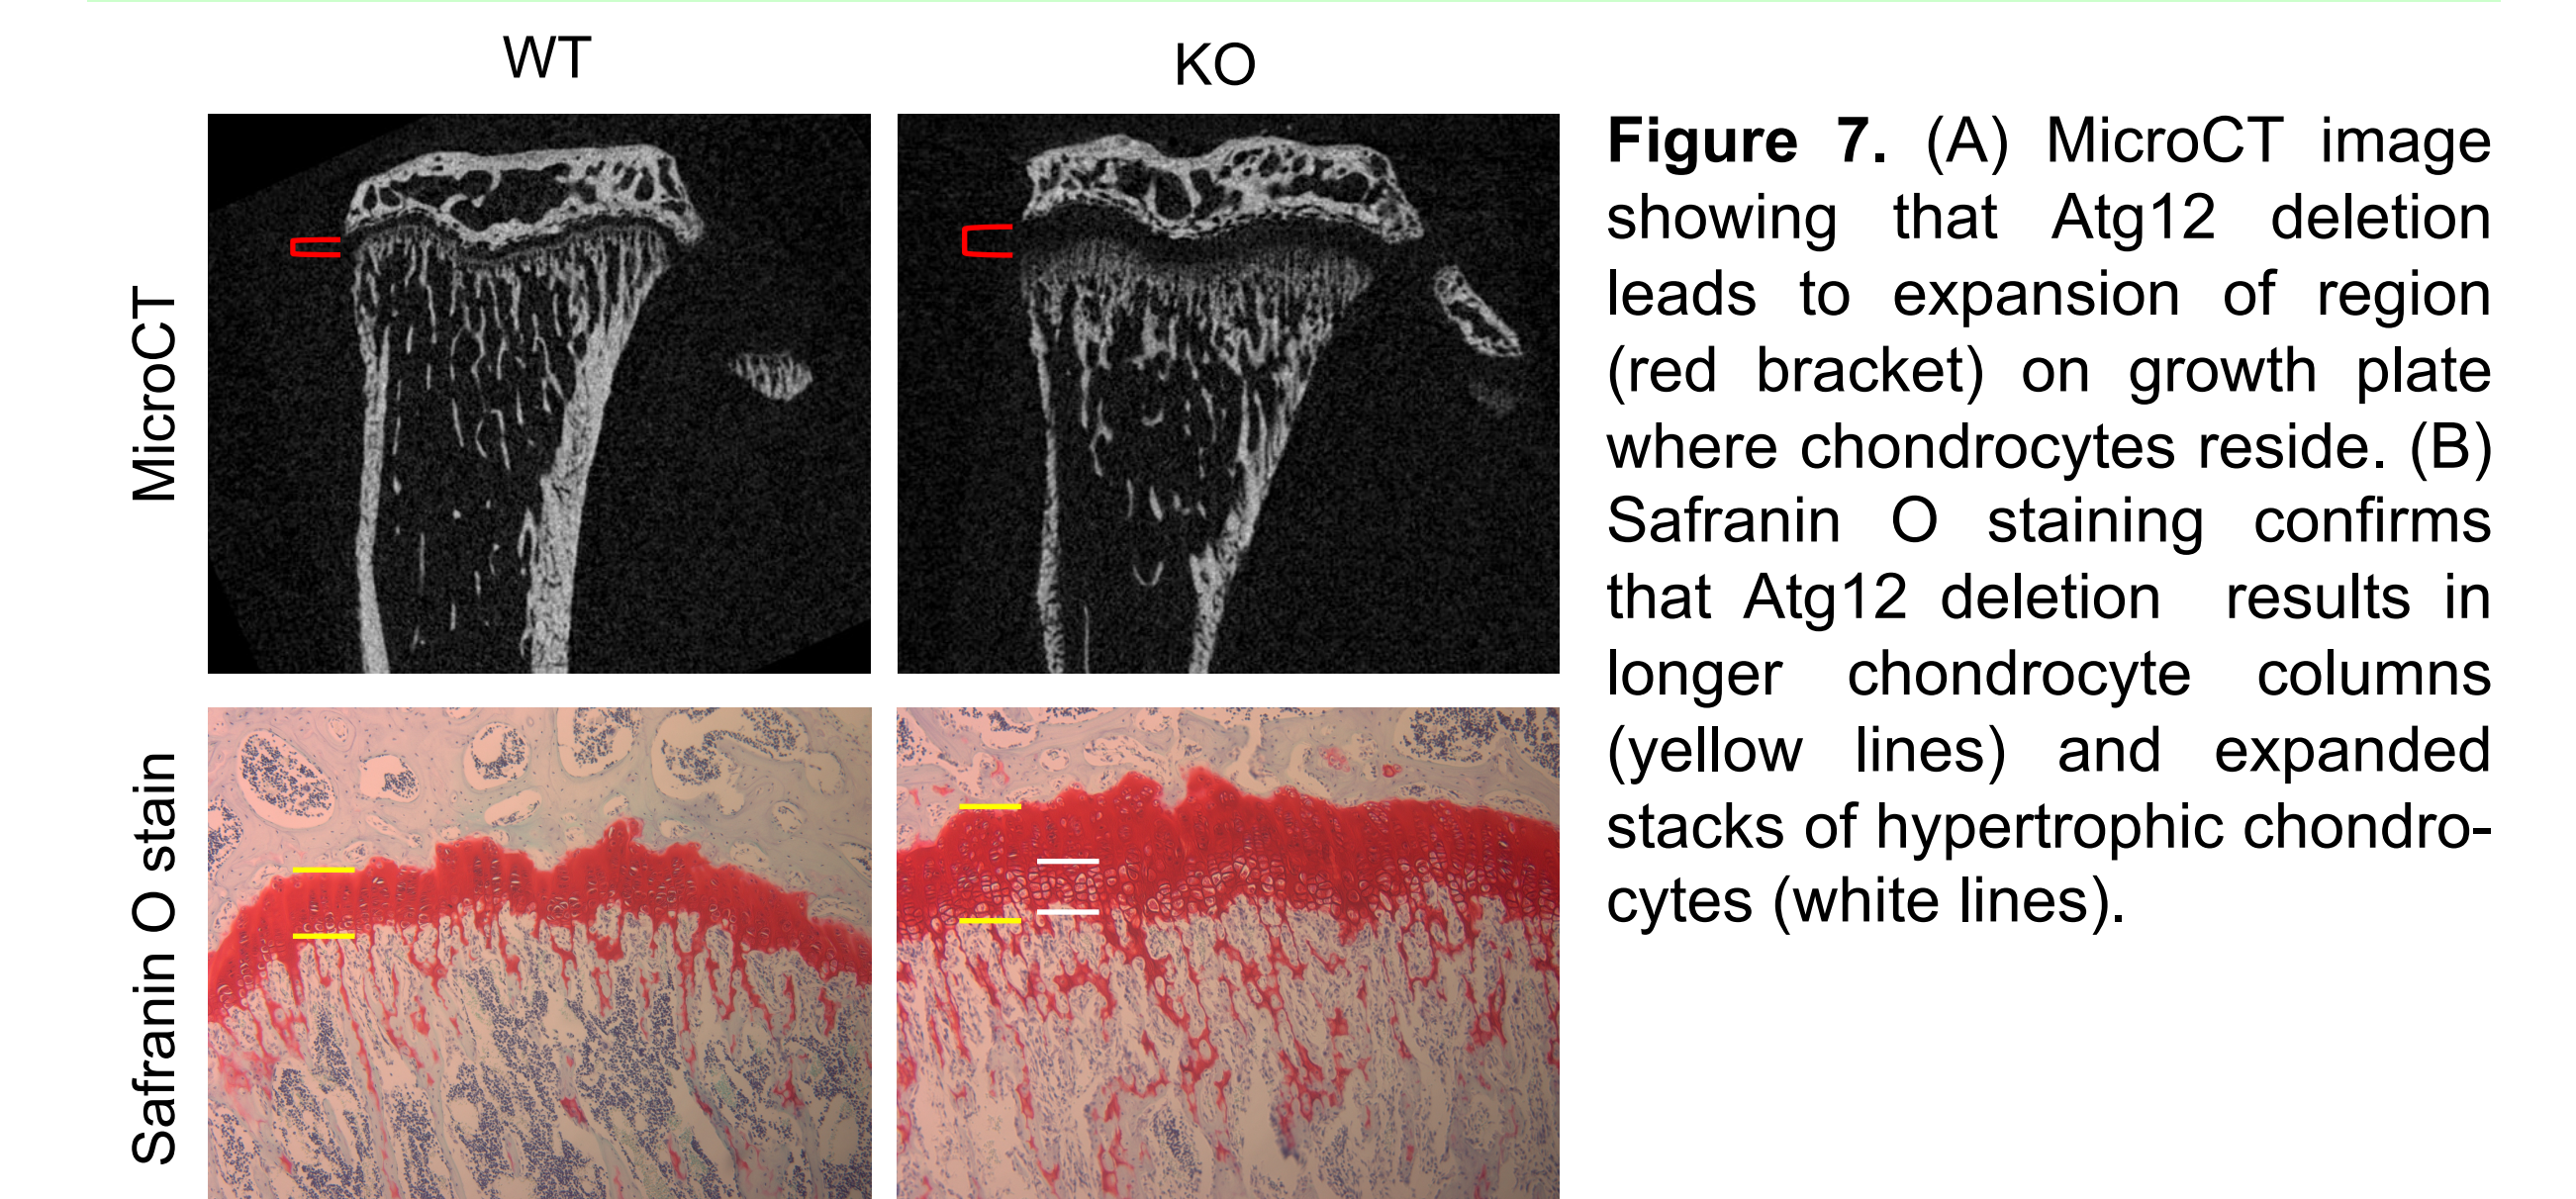 WT
KO
MicroCT
Safranin O stain
Figure 7. (A) MicroCT image
showing that Atg12 deletion
leads to expansion of region
(red bracket) on growth plate
where chondrocytes reside. (B)
Safranin O staining confirms
that Atg12 deletion results in
longer chondrocyte columns
(yellow lines) and expanded
stacks of hypertrophic chondro-
cytes (white lines).